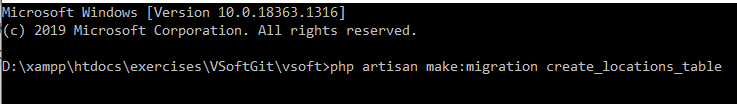 Microsoft Windows [Version 10.0.18363.1316]
(c) 2019 Microsoft Corporation. All rights reserved.
D:\xampp\htdocs\exercises\VSoftGit\vsoft>php artisan make:migration create_locations_table